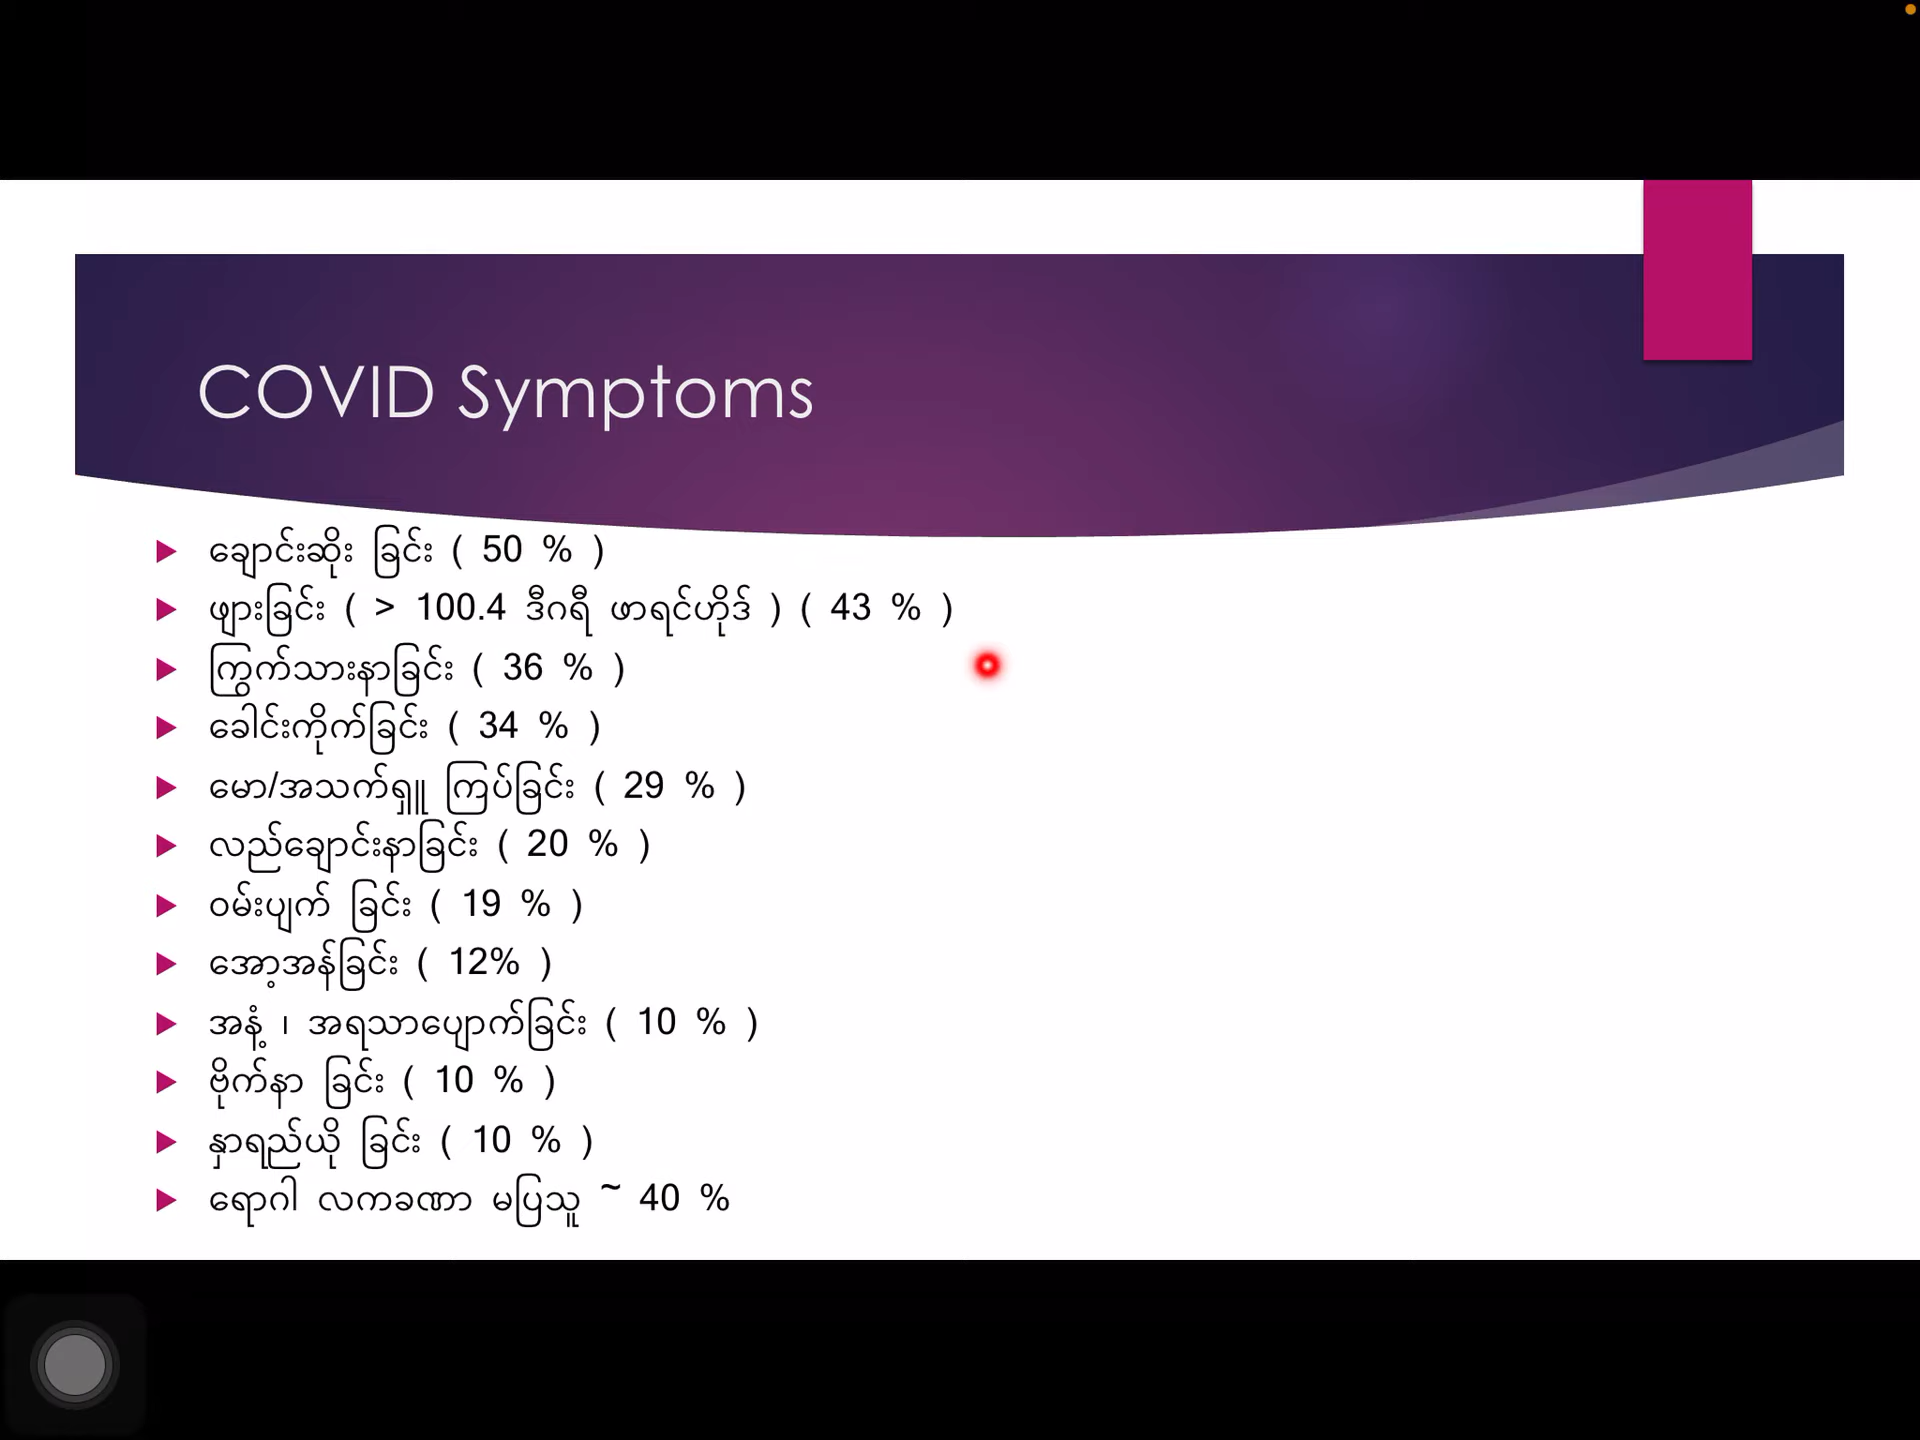 COVID Symptoms
ချောင်းဆိုး ခြင်း ( 50 % )
ဖျားခြင်း ( > 100.4 ဒီဂရီ ဖာရင်ဟိုဒ် ) ( 43 % )
ကြွက်သားနာခြင်း ( 36 % )
ခေါင်းကိုက်ခြင်း ( 34 % )
မော/အသက်ရှူ ကြပ်ခြင်း ( 29 % )
လည်ချောင်းနာခြင်း ( 20 % )
ဝမ်းပျက် ခြင်း ( 19 % )
အော့အန်ခြင်း ( 12% )
အနံ့ ၊ အရသာပျောက်ခြင်း ( 10 % )
ဗိုက်နာ ခြင်း ( 10 % )
နှာရည်ယို ခြင်း ( 10 % )
ရောဂါ လကခဏာ မပြသူ ~ 40 %